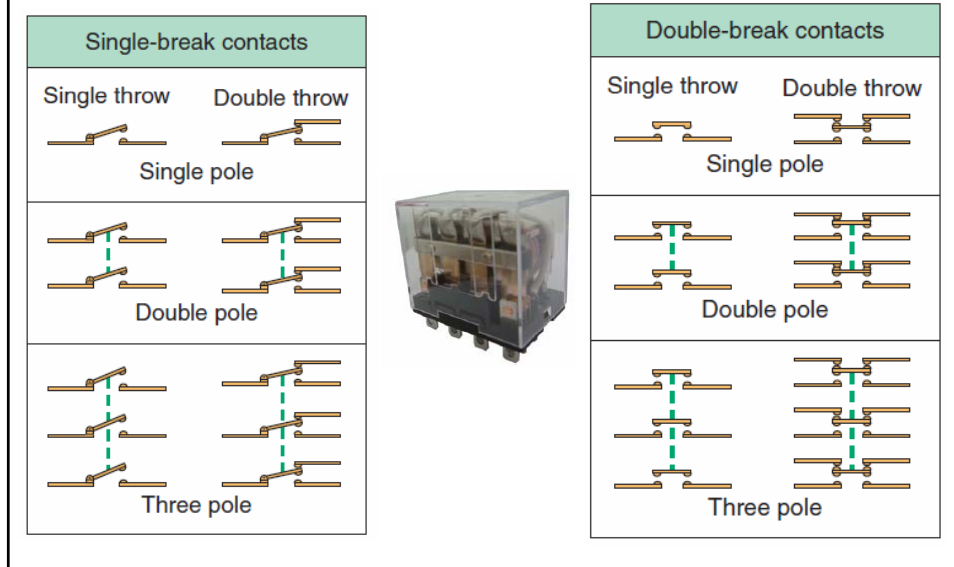 Single-break contacts
Single throw Double throw
Single pole
Double pole
Three pole
Double-break contacts
Single throw Double throw
Single pole
Double pole
Three pole